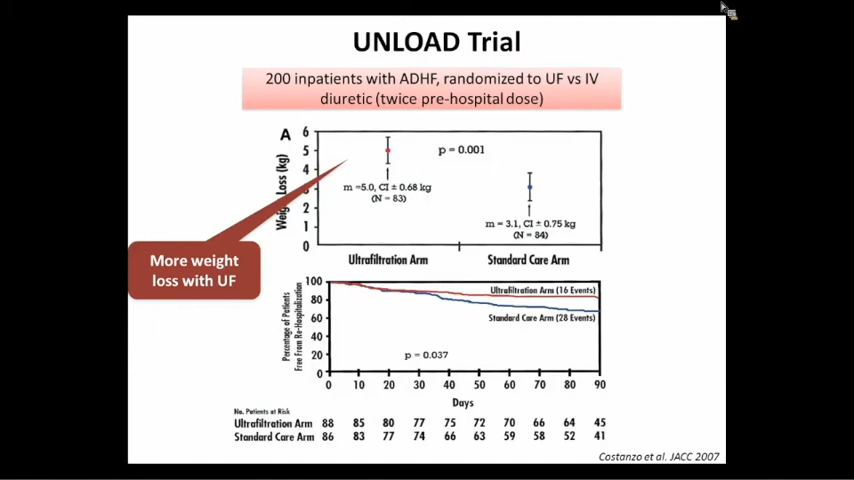 UNLOAD Trial
200 inpatients with ADHF, randomized to UF vs IV
diuretic (twice pre-hospital dose)
A
Weight Loss (kg)
6
5
4
3
2
1
0
p = 0.001
m =5.0, CI ± 0.68 kg
(N = 83)
m = 3.1, CI ± 0.75 kg
(N = 84)
Ultrafiltration Arm
Standard Care Arm
More weight
loss with UF
Percentage of Patients
Free From Re-Hospitalization
100
80
60
40
20
0
Ultrafiltration Arm (16 Events)
Standard Care Arm (28 Events)
p = 0.037
0 10 20 30 40 50 60 70 80 90
Days
No. Patients at Risk
Ultrafiltration Arm 88 85 80 77 75 72 70 66 64 45
Standard Care Arm 86 83 77 74 66 63 59 58 52 41
Costanzo et al. JACC 2007